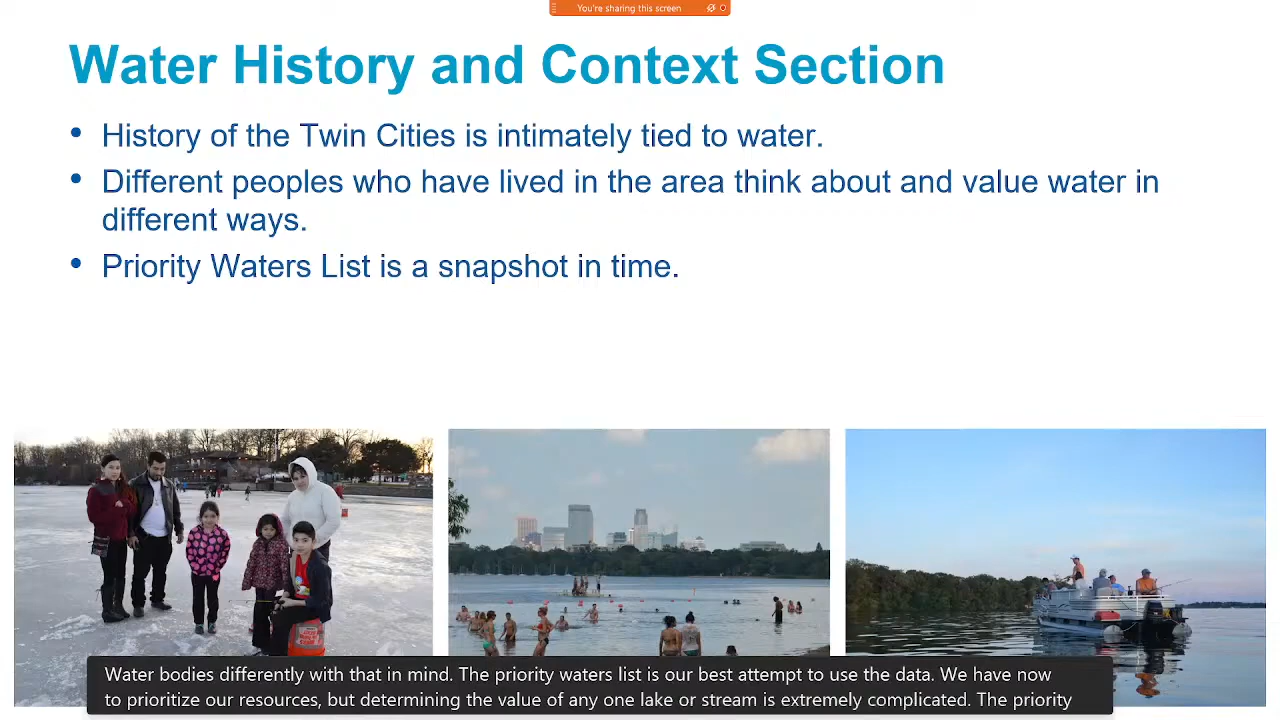 You're sharing this screen
Water History and Context Section
• History of the Twin Cities is intimately tied to water.
• Different peoples who have lived in the area think about and value water in
different ways.
• Priority Waters List is a snapshot in time.
Water bodies differently with that in mind. The priority waters list is our best attempt to use the data. We have now
to prioritize our resources, but determining the value of any one lake or stream is extremely complicated. The priority